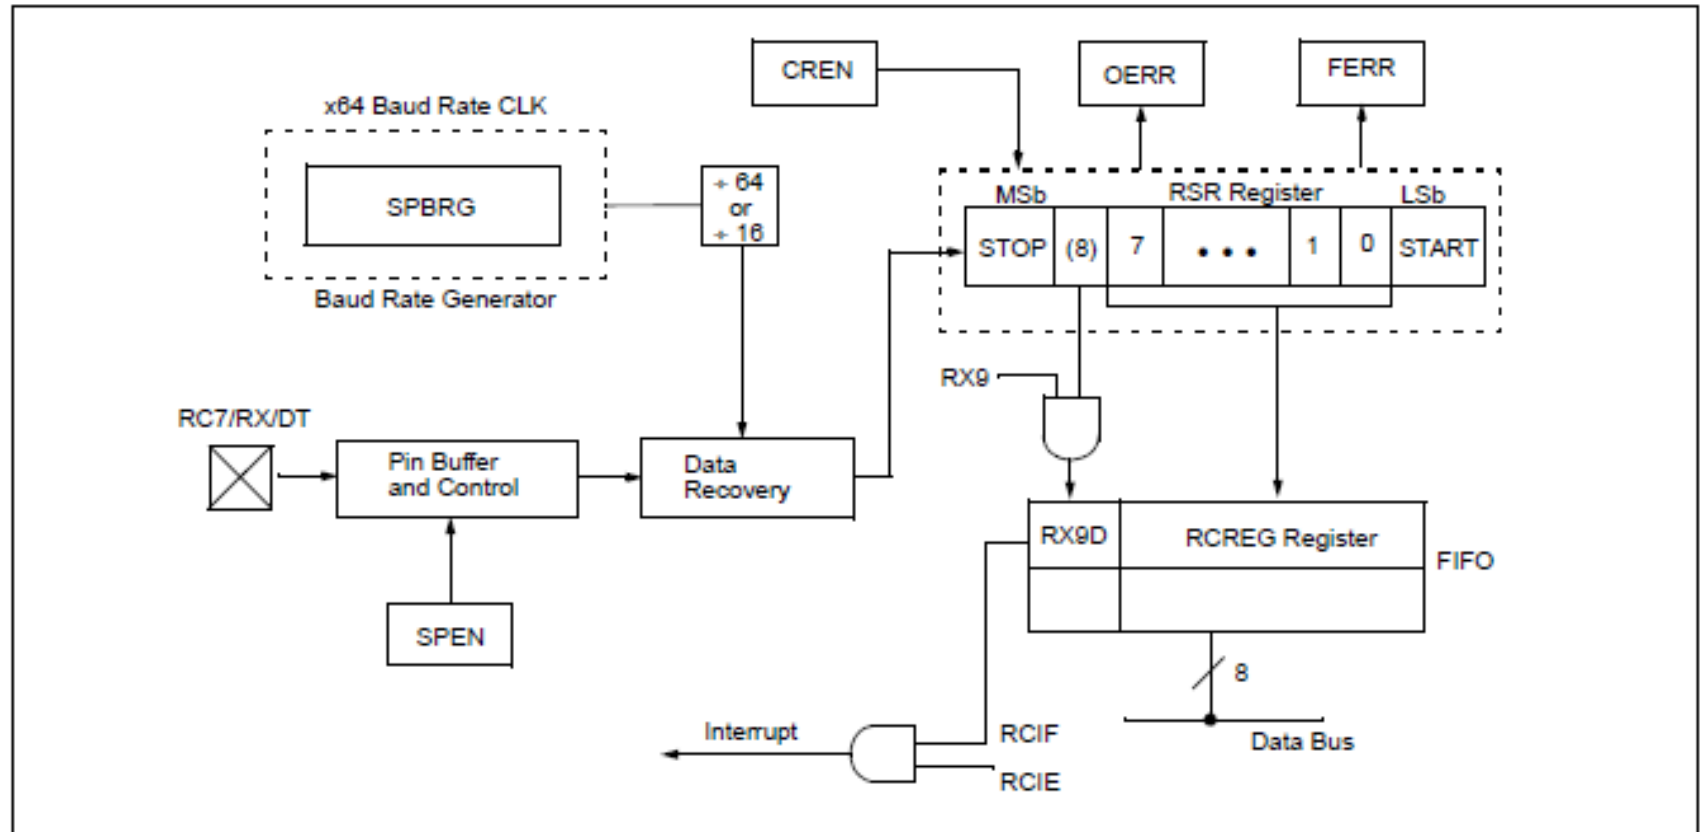 CREN
OERR
FERR
x64 Baud Rate CLK
SPBRG
÷ 64
or
÷ 16
Baud Rate Generator
MSb
RSR Register
LSb
STOP
(8)
7
• • •
1
0
START
RX9
RC7/RX/DT
Pin Buffer
and Control
Data
Recovery
SPEN
RX9D
RCREG Register
FIFO
8
Data Bus
Interrupt
RCIF
RCIE